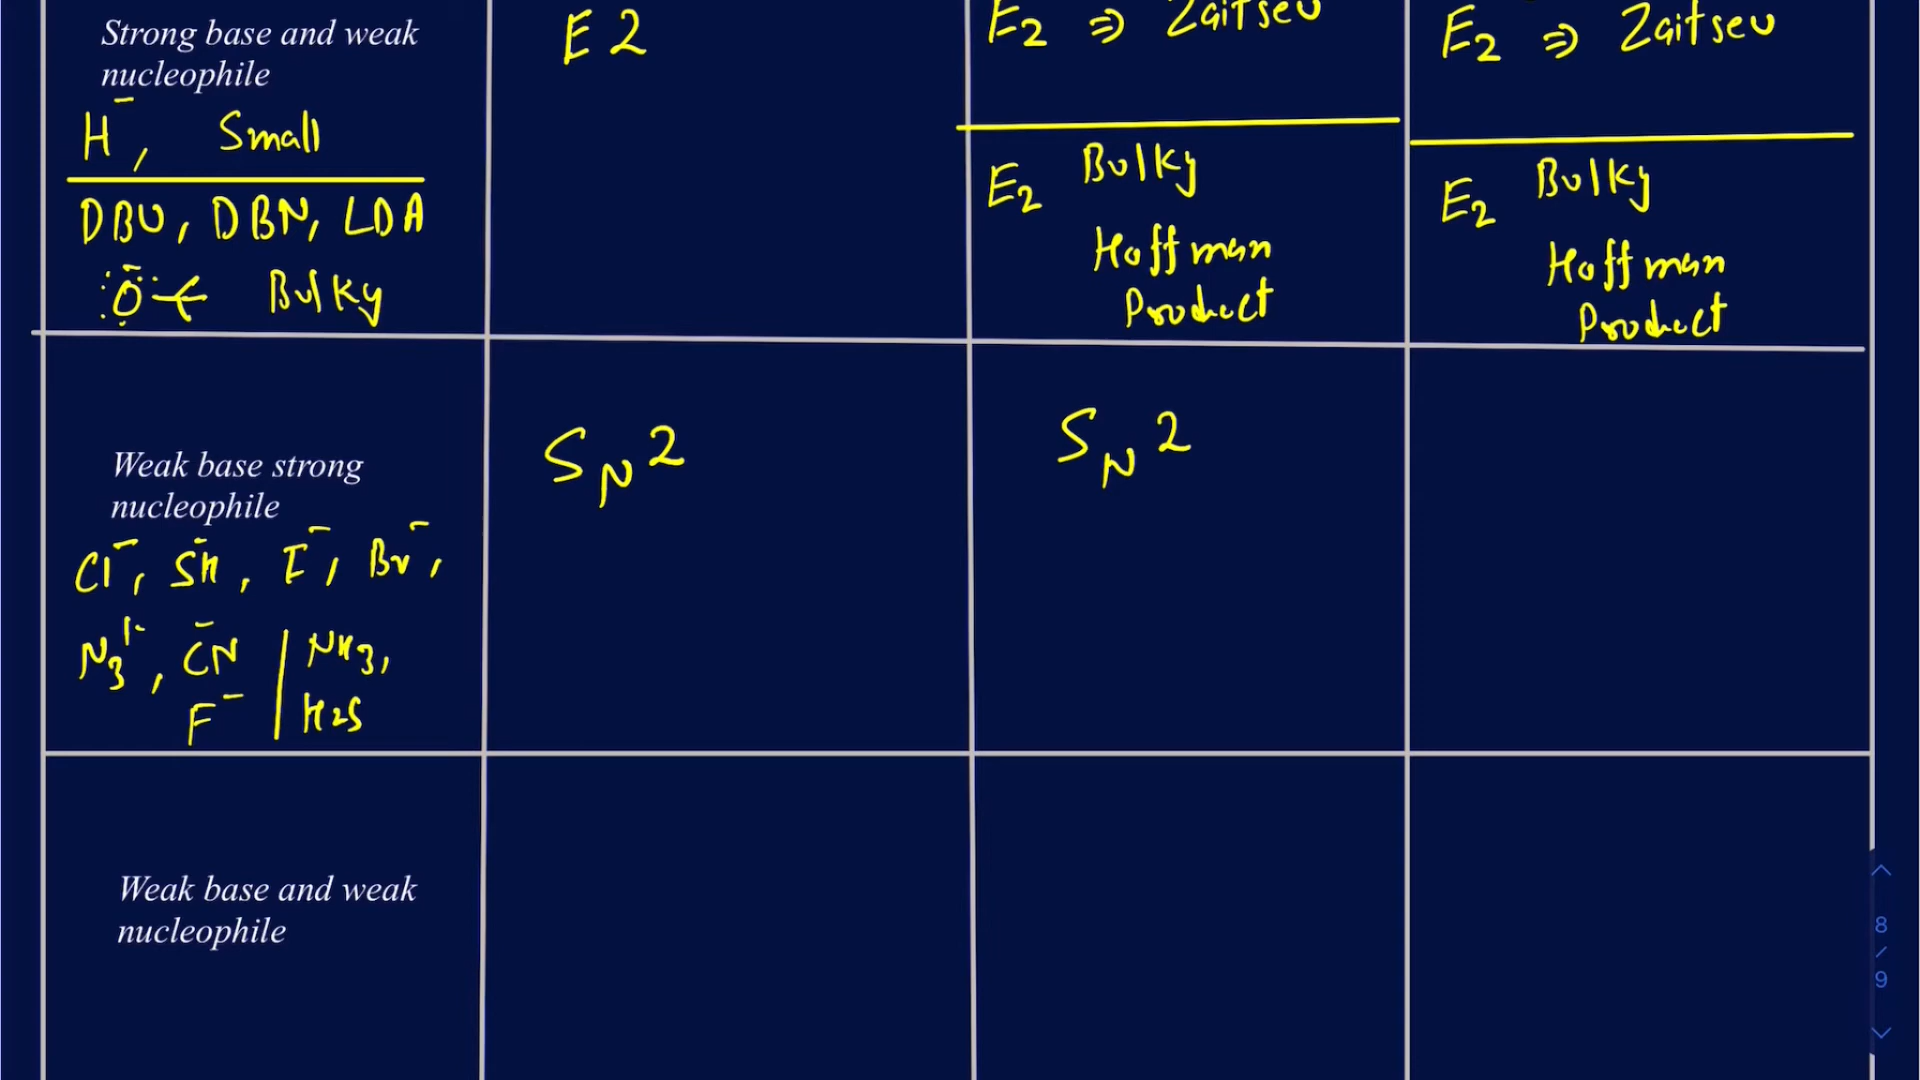 Strong base and weak
nucleophile
H⁻, Small
DBU, DBN, LDA
:Ö⁻ Bulky
E2
E2 ⇒ Zaitsev
E2 Bulky
Hoffman
Product
E2 ⇒ Zaitsev
E2 Bulky
Hoffman
Product
Weak base strong
nucleophile
Cl⁻, SH⁻, I⁻, Br⁻,
N3⁻, CN⁻ | NH3,
F⁻ | H2S
SN2
SN2
Weak base and weak
nucleophile
8
/
9